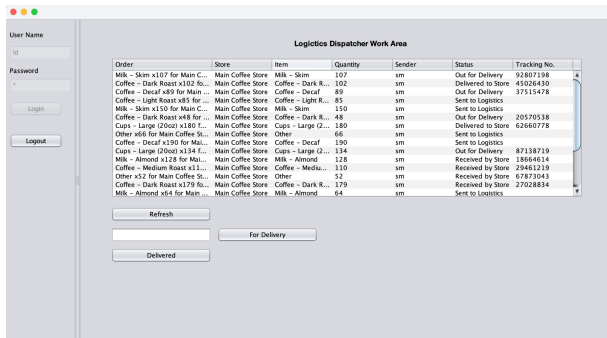 User Name
Id
Password
*
Login
Logout
Logictics Dispatcher Work Area
Order Store Item Quantity Sender Status Tracking No.
Milk – Skim x107 for Main C... Main Coffee Store Milk – Skim 107 sm Out for Delivery 92807198
Coffee – Dark Roast x102 fo... Main Coffee Store Coffee – Dark R... 102 sm Delivered to Store 45026430
Coffee – Decaf x89 for Main ... Main Coffee Store Coffee – Decaf 89 sm Out for Delivery 37515478
Coffee – Light Roast x85 for ... Main Coffee Store Coffee – Light R... 85 sm Sent to Logistics
Milk – Skim x150 for Main C... Main Coffee Store Milk – Skim 150 sm Sent to Logistics
Coffee – Dark Roast x48 for ... Main Coffee Store Coffee – Dark R... 48 sm Out for Delivery 20570538
Cups – Large (20oz) x180 f... Main Coffee Store Cups – Large (2... 180 sm Delivered to Store 62660778
Other x66 for Main Coffee St... Main Coffee Store Other 66 sm Sent to Logistics
Coffee – Decaf x190 for Mai... Main Coffee Store Coffee – Decaf 190 sm Sent to Logistics
Cups – Large (20oz) x134 f... Main Coffee Store Cups – Large (2... 134 sm Out for Delivery 87138719
Milk – Almond x128 for Mai... Main Coffee Store Milk – Almond 128 sm Received by Store 18664614
Coffee – Medium Roast x11... Main Coffee Store Coffee – Mediu... 110 sm Received by Store 29461219
Other x52 for Main Coffee St... Main Coffee Store Other 52 sm Received by Store 67873043
Coffee – Dark Roast x179 fo... Main Coffee Store Coffee – Dark R... 179 sm Received by Store 27028834
Milk – Almond x64 for Main ... Main Coffee Store Milk – Almond 64 sm Sent to Logistics
Refresh
For Delivery
Delivered